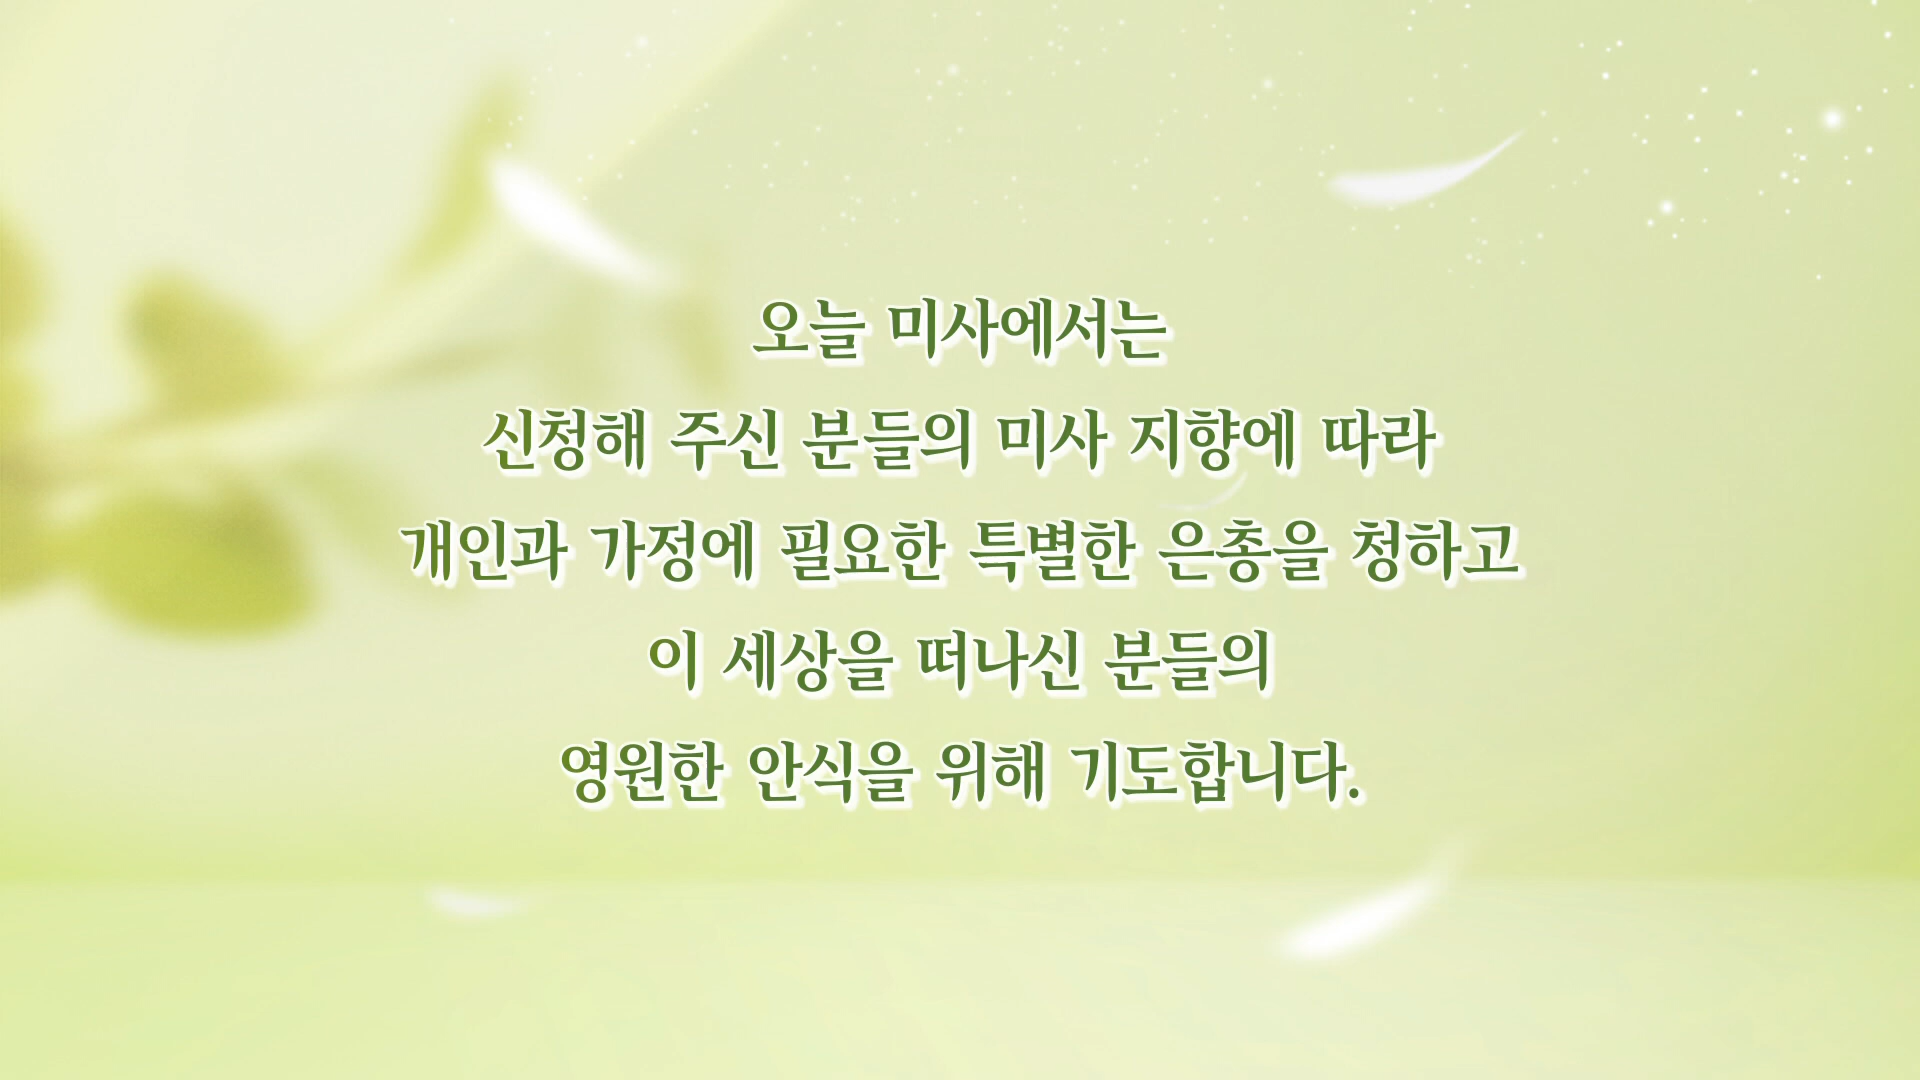 오늘 미사에서는
신청해 주신 분들의 미사 지향에 따라
개인과 가정에 필요한 특별한 은총을 청하고
이 세상을 떠나신 분들의
영원한 안식을 위해 기도합니다.